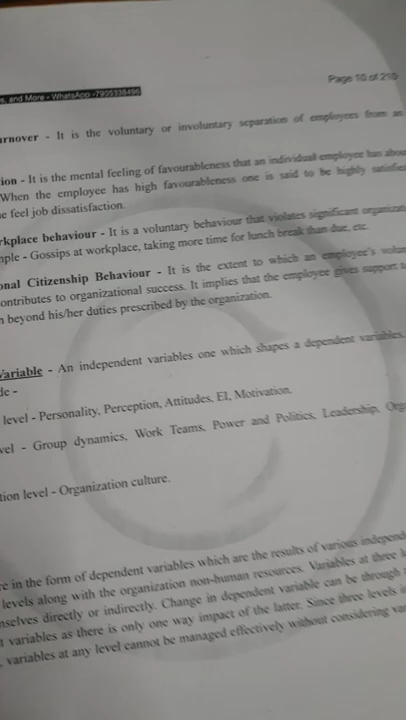 Page 10 of 210
s, and More - WhatsApp -7905338495
urnover - It is the voluntary or involuntary separation of employees from an
ion - It is the mental feeling of favourableness that an individual employee has abou
When the employee has high favourableness one is said to be highly satisfied
e feel job dissatisfaction.
rkplace behaviour - It is a voluntary behaviour that violates significant organizati
mple - Gossips at workplace, taking more time for lunch break than due, etc.
onal Citizenship Behaviour - It is the extent to which an employee's volun
ontributes to organizational success. It implies that the employee gives support to
n beyond his/her duties prescribed by the organization.
Variable - An independent variables one which shapes a dependent variables.
de -
level - Personality, Perception, Attitudes, EI, Motivation.
vel - Group dynamics, Work Teams, Power and Politics, Leadership, Org
tion level - Organization culture.
re in the form of dependent variables which are the results of various independ
levels along with the organization non-human resources. Variables at three l
nselves directly or indirectly. Change in dependent variable can be through
t variables as there is only one way impact of the latter. Since three levels
, variables at any level cannot be managed effectively without considering var